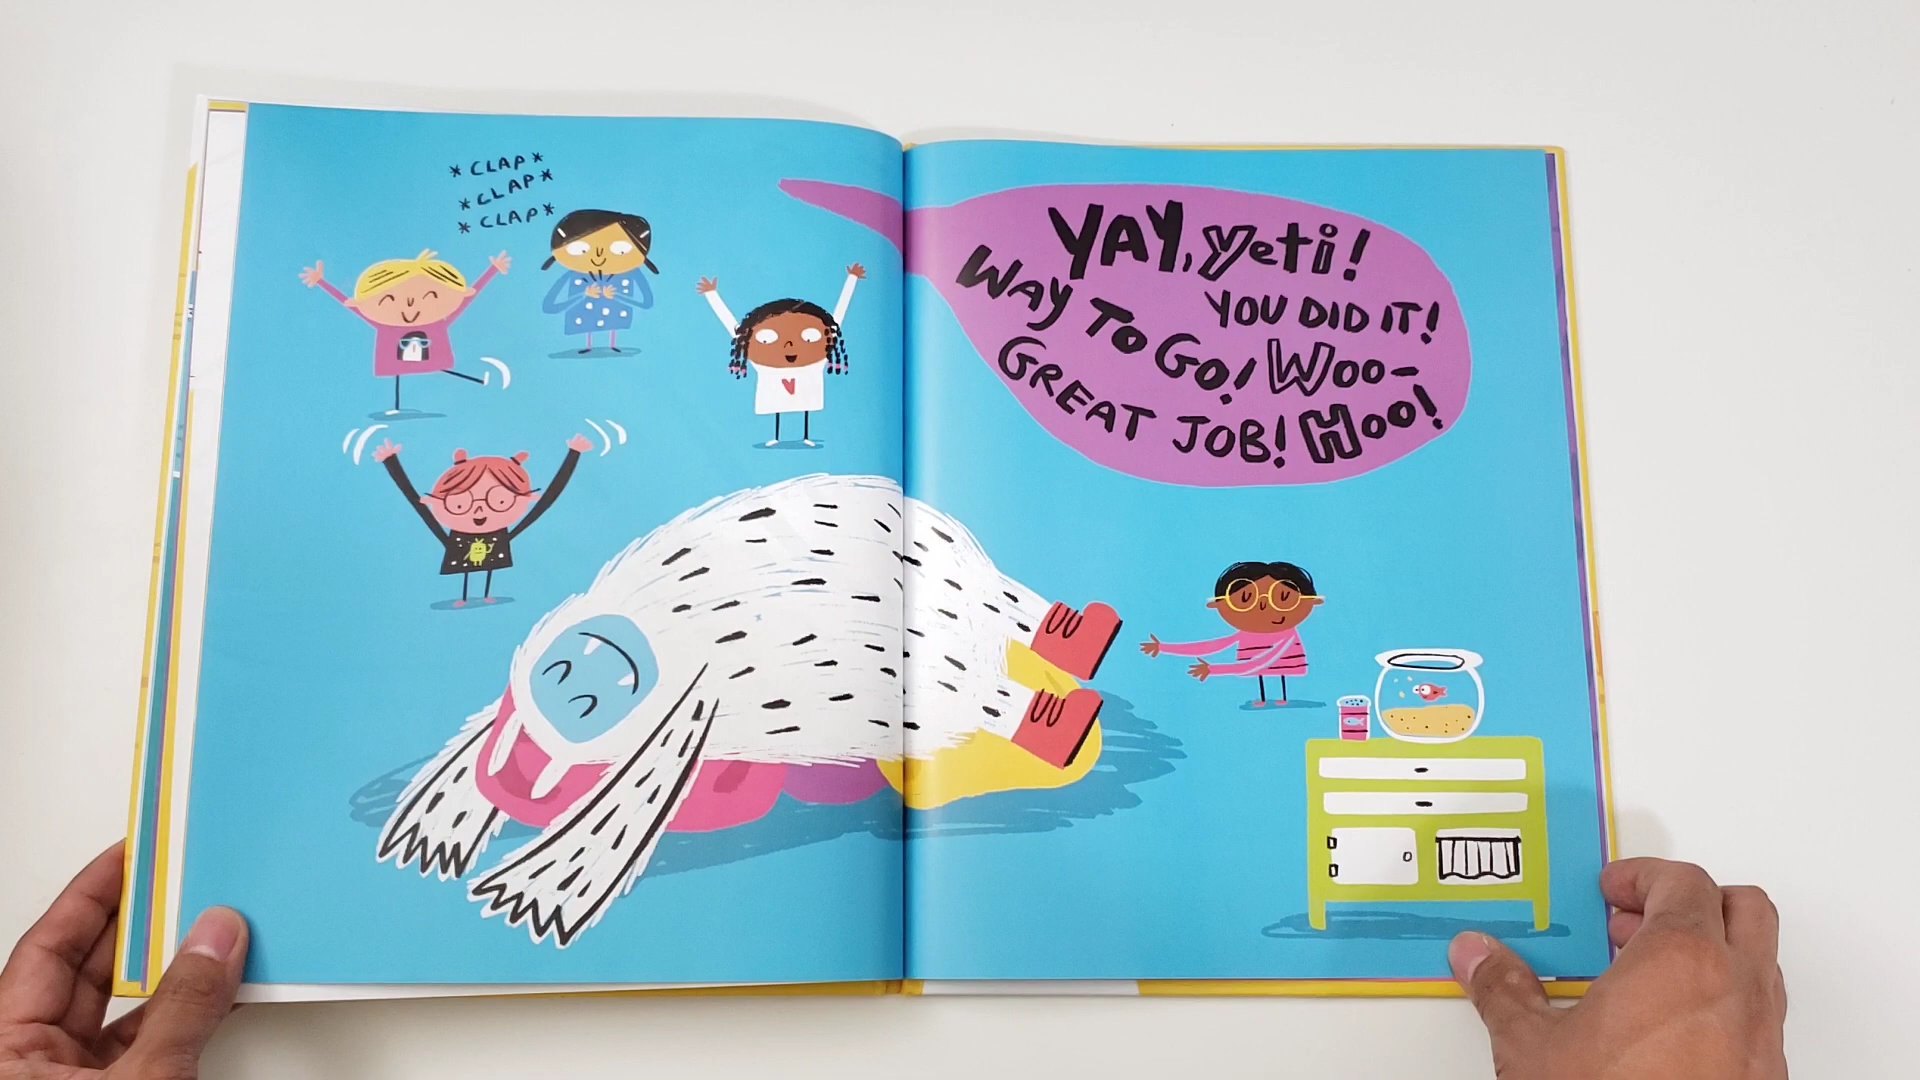 *CLAP*
*CLAP*
*CLAP*
YAY, Yeti!
YOU DID IT!
WAY TO GO! Woo-
GREAT JOB! Hoo!